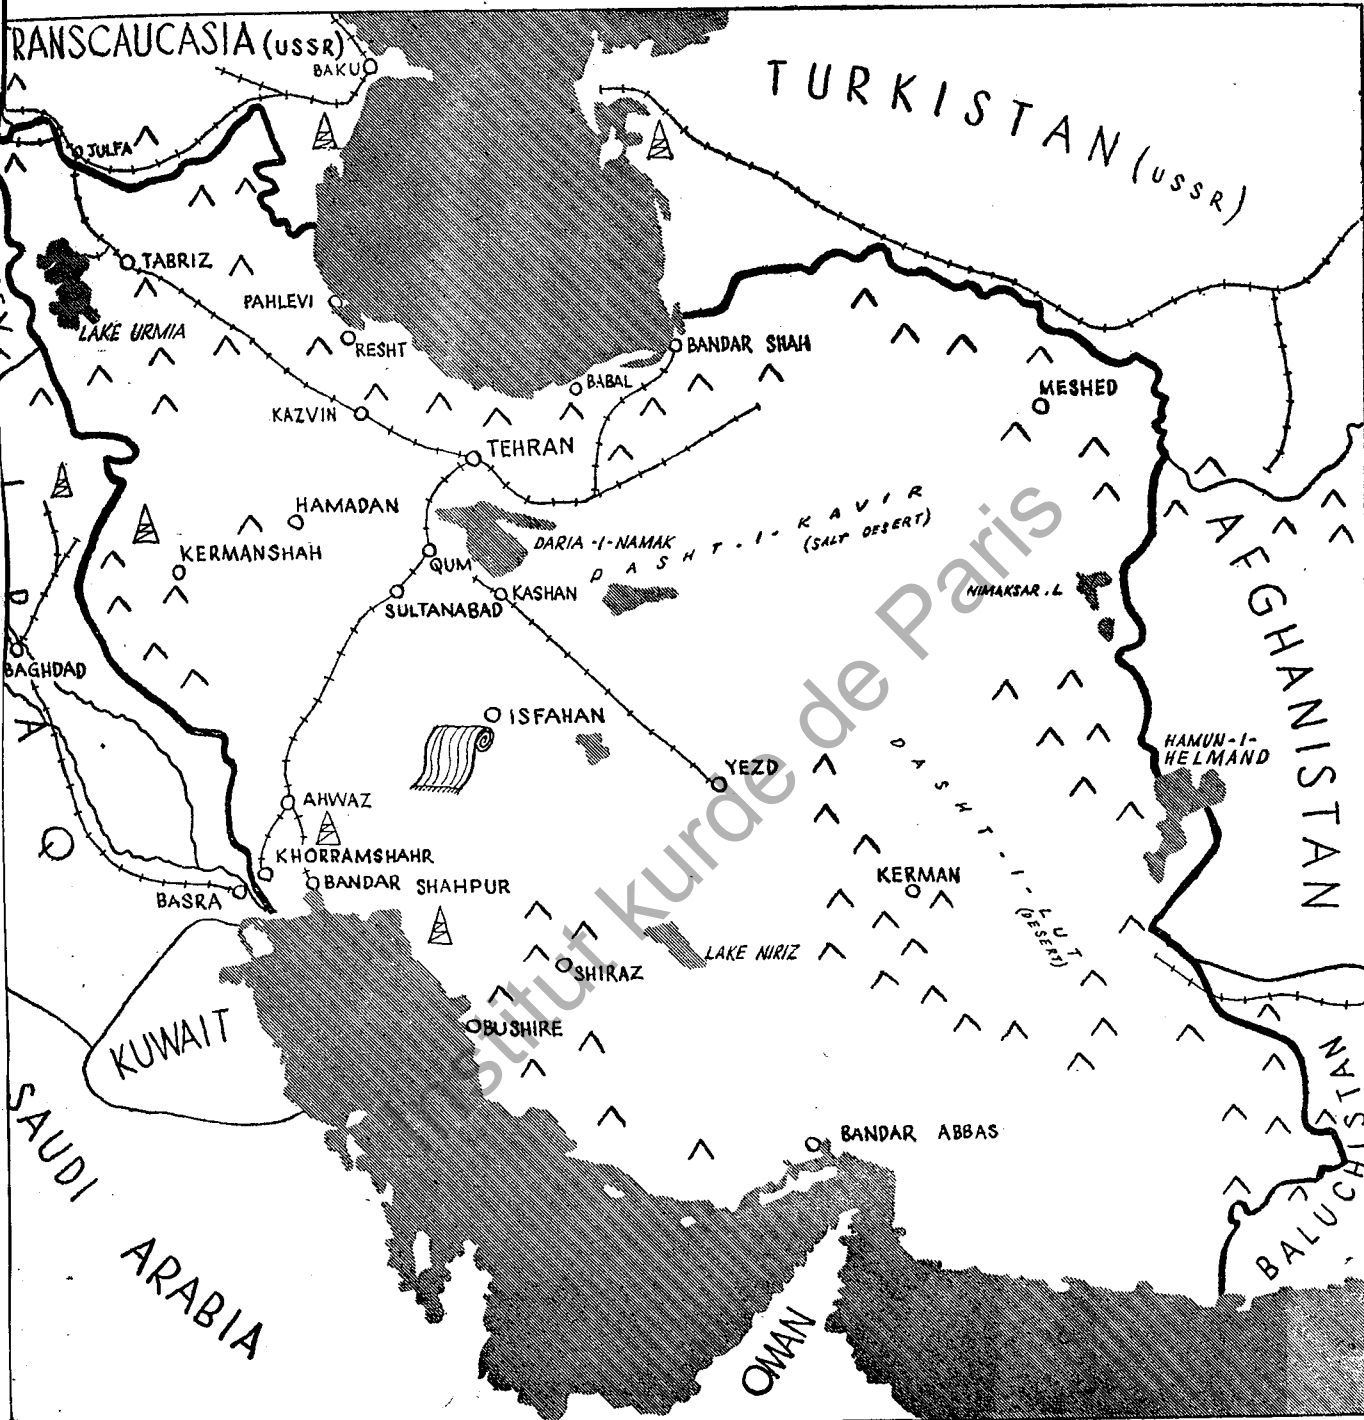 TRANSCAUCASIA (USSR)
BAKU
TURKISTAN (USSR)
JULFA
TABRIZ
PAHLEVI
LAKE URMIA
RESHT
BANDAR SHAH
BABAL
MESHED
KAZVIN
TEHRAN
HAMADAN
DASHT-I-KAVIR
(SALT DESERT)
DARIA-I-NAMAK
KERMANSHAH
QUM
KASHAN
SULTANABAD
NIMAKSAR.L
AFGHANISTAN
BAGHDAD
ISFAHAN
YEZD
HAMUN-I-
HELMAND
DASHT-I-LUT
(DESERT)
AHWAZ
KHORRAMSHAHR
BANDAR SHAHPUR
BASRA
KERMAN
LAKE NIRIZ
SHIRAZ
BUSHIRE
KUWAIT
BANDAR ABBAS
SAUDI
ARABIA
OMAN
BALUCHISTAN
Institut kurde de Paris